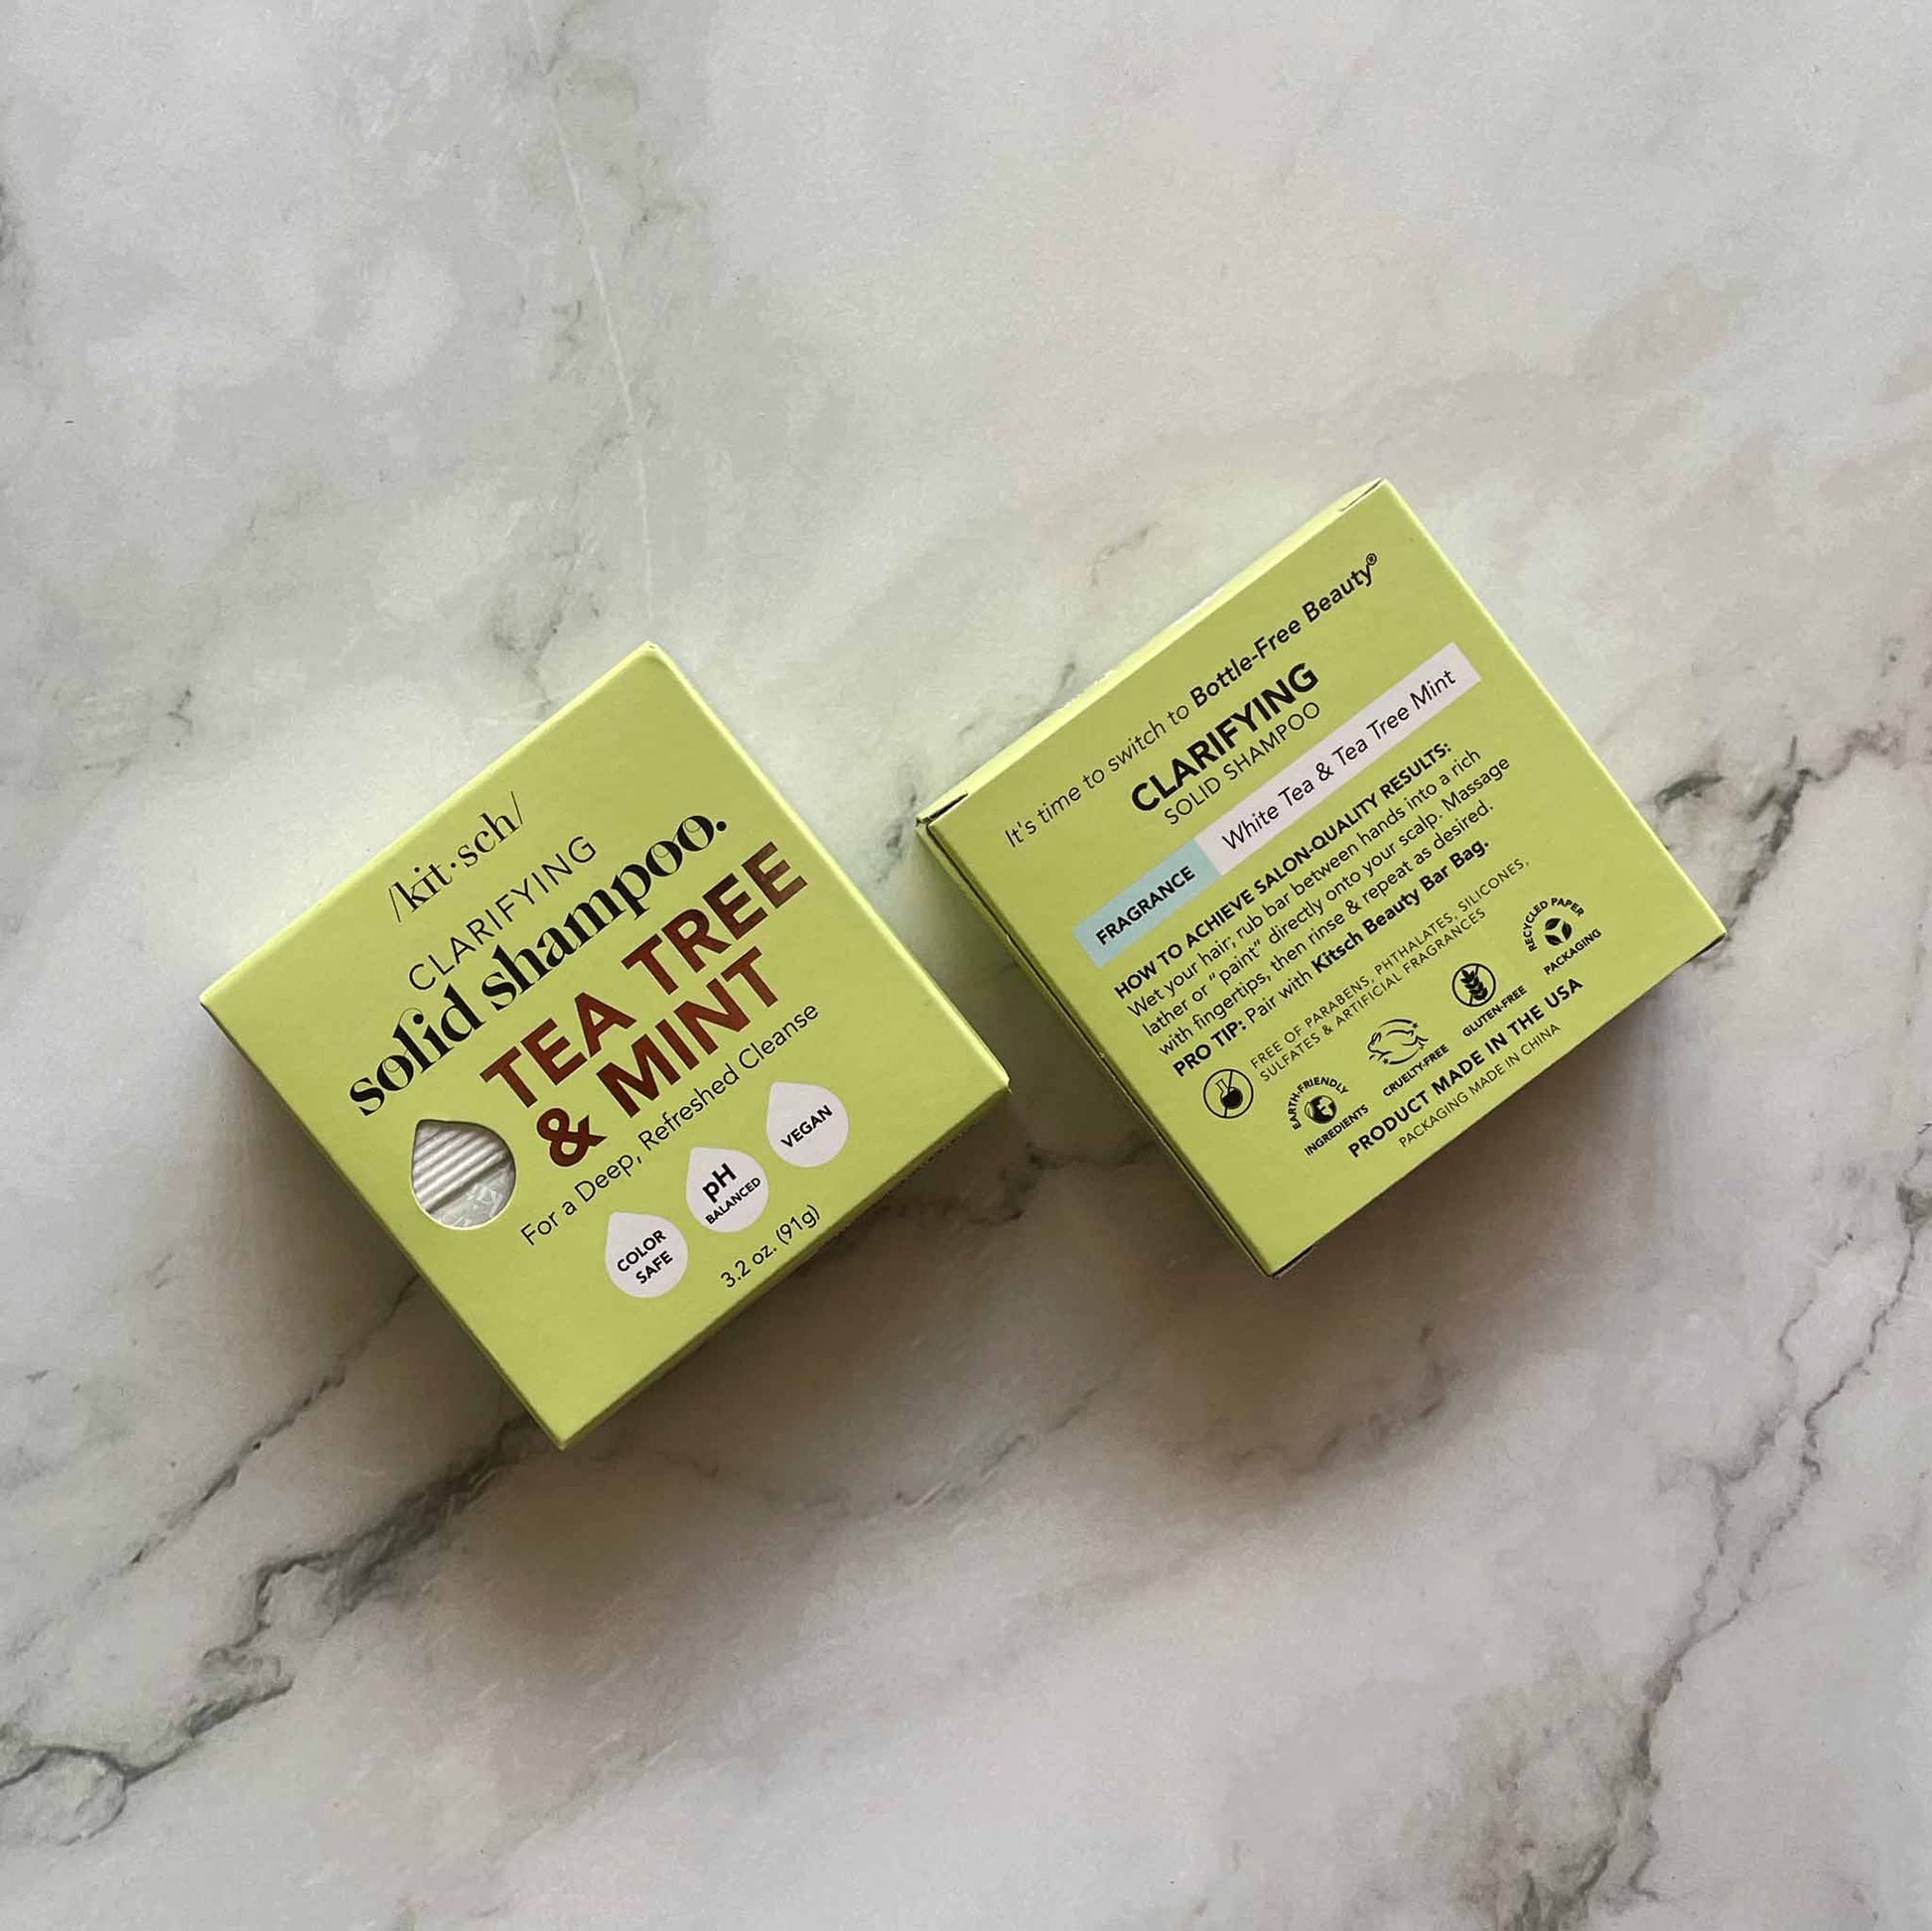 /kit·sch/
CLARIFYING
solid shampoo.
TEA TREE
& MINT
For a Deep, Refreshed Cleanse
COLOR
SAFE
pH
BALANCED
VEGAN
3.2 oz. (91g)
It's time to switch to Bottle-Free Beauty®
CLARIFYING
SOLID SHAMPOO
FRAGRANCE White Tea & Tea Tree Mint
HOW TO ACHIEVE SALON-QUALITY RESULTS:
Wet your hair; rub bar between hands into a rich
lather or "paint" directly onto your scalp. Massage
with fingertips, then rinse & repeat as desired.
PRO TIP: Pair with Kitsch Beauty Bar Bag.
FREE OF PARABENS, PHTHALATES, SILICONES,
SULFATES & ARTIFICIAL FRAGRANCES
EARTH-FRIENDLY
INGREDIENTS
CRUELTY-FREE
GLUTEN-FREE
RECYCLED PAPER
PACKAGING
PRODUCT MADE IN THE USA
PACKAGING MADE IN CHINA